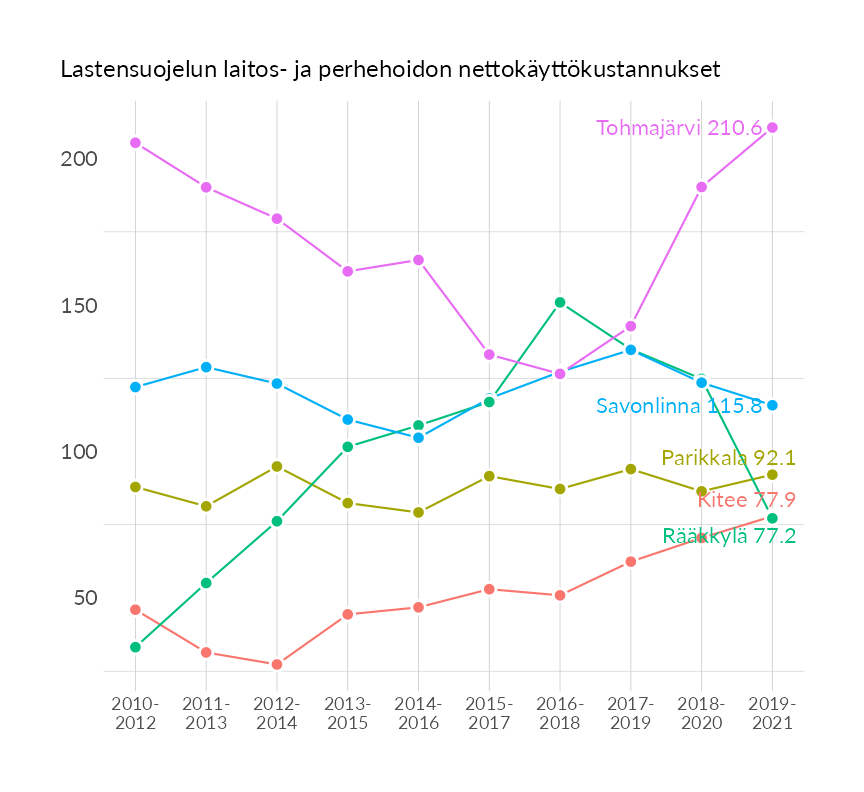 Lastensuojelun laitos- ja perhehoidon nettokäyttökustannukset
Tohmajärvi 210.6
200
150
Savonlinna 115.8
100
Parikkala 92.1
Kitee 77.9
Rääkkylä 77.2
50
2010- 2011- 2012- 2013- 2014- 2015- 2016- 2017- 2018- 2019-
2012 2013 2014 2015 2016 2017 2018 2019 2020 2021